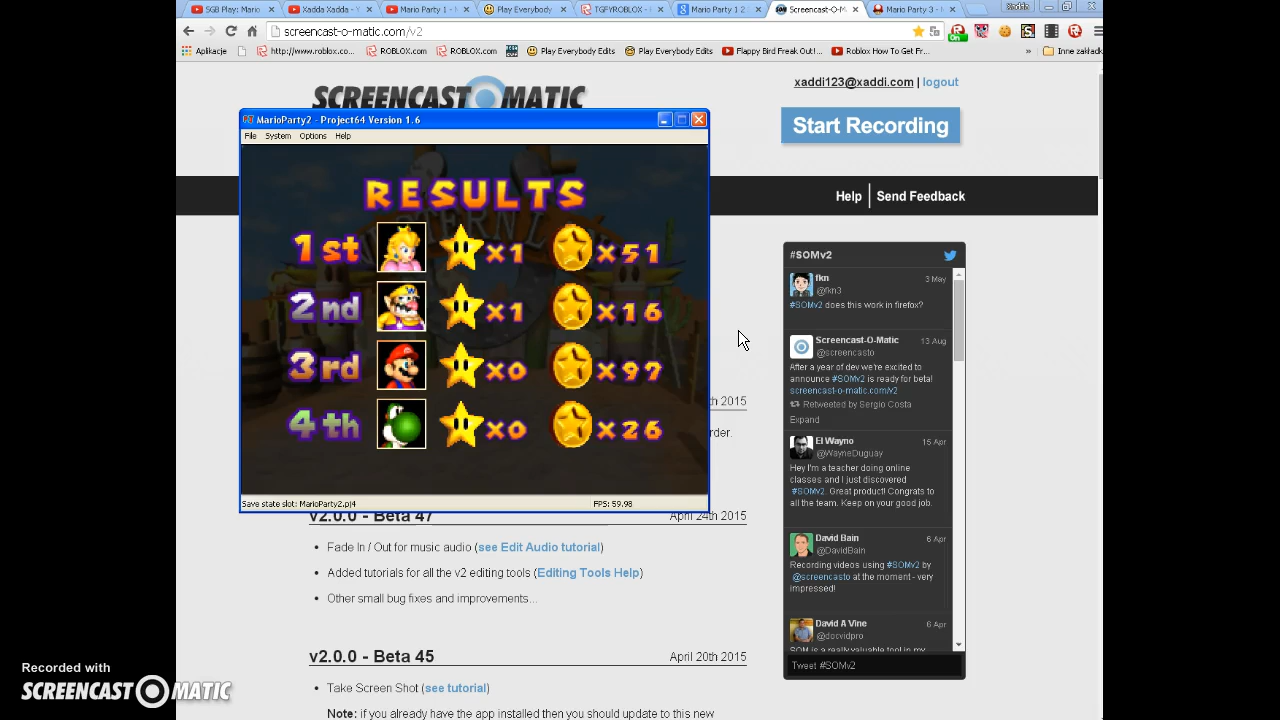 SGB Play: Mario
Xadda Xadda - Y
Mario Party 1 - N
Play Everybody
TGFYROBLOX - 
Mario Party 1 2
Screencast-O-M
Mario Party 3 - N
Xadda
screencast-o-matic.com/v2
Aplikacje
http://www.roblox.co...
ROBLOX.com
ROBLOX.com
Play Everybody Edits
Play Everybody Edits
Flappy Bird Freak Out!...
Roblox How To Get Fr...
»
Inne zakład
xaddi123@xaddi.com | logout
SCREENCAST MATIC
Start Recording
Help
Send Feedback
MarioParty2 - Project64 Version 1.6
File System Options Help
RESULTS
1st ×1 ×51
2nd ×1 ×16
3rd ×0 ×97
4th ×0 ×26
Save state slot: MarioParty2.pj4 FPS: 59.98
th 2015
rder.
v2.0.0 - Beta 47 April 24th 2015
• Fade In / Out for music audio (see Edit Audio tutorial)
• Added tutorials for all the v2 editing tools (Editing Tools Help)
• Other small bug fixes and improvements...
v2.0.0 - Beta 45 April 20th 2015
• Take Screen Shot (see tutorial)
Note: if you already have the app installed then you should update to this new
#SOMv2
fkn 3 May
@fkn3
#SOMv2 does this work in firefox?
Screencast-O-Matic 13 Aug
@screencasto
After a year of dev we're excited to
announce #SOMv2 is ready for beta!
screencast-o-matic.com/v2
Retweeted by Sergio Costa
Expand
El Wayno 15 Apr
@WayneDuguay
Hey I'm a teacher doing online
classes and I just discovered
#SOMv2. Great product! Congrats to
all the team. Keep on your good job.
David Bain 6 Apr
@DavidBain
Recording videos using #SOMv2 by
@screencasto at the moment - very
impressed!
David A Vine 6 Apr
@docvidpro
SOM is a really valuable tool in my
Tweet #SOMv2
Recorded with
SCREENCAST MATIC